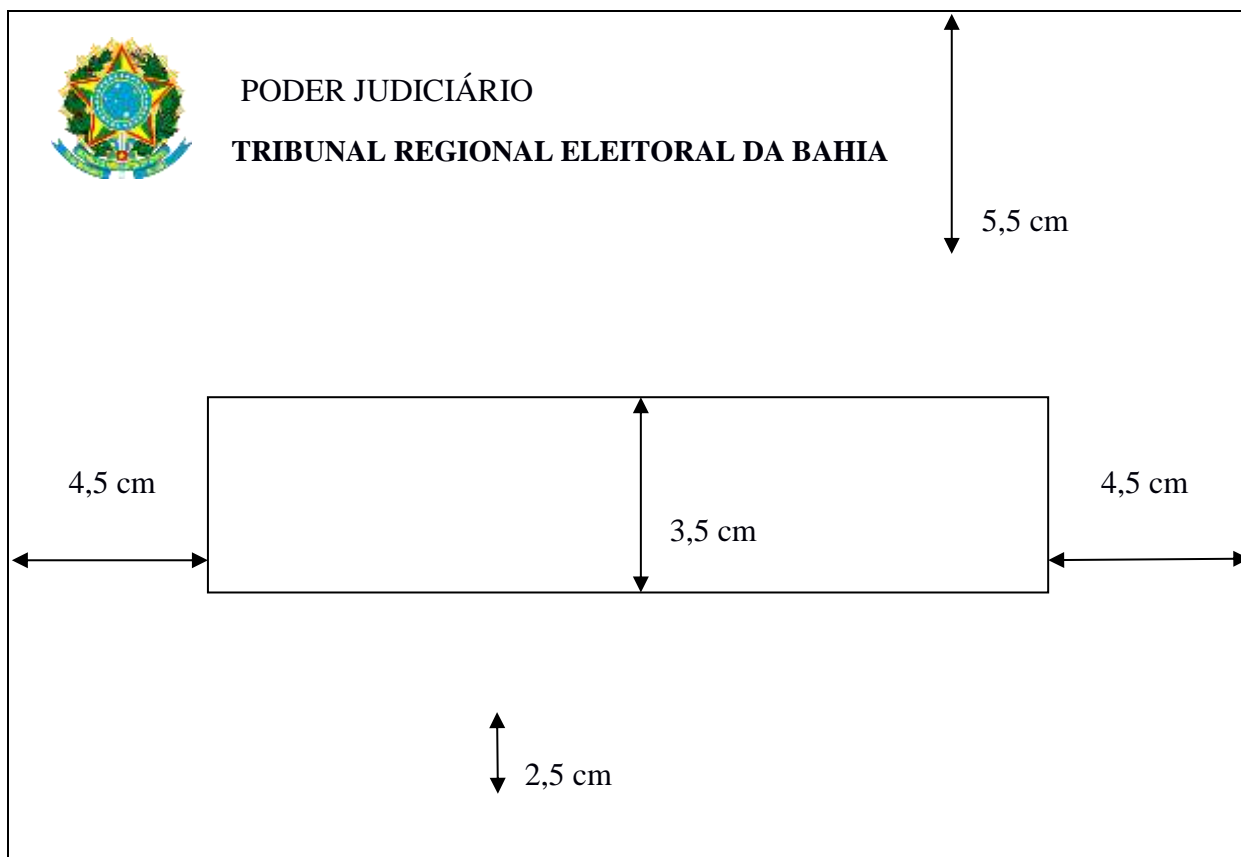 PODER JUDICIÁRIO
TRIBUNAL REGIONAL ELEITORAL DA BAHIA
5,5 cm
4,5 cm
4,5 cm
3,5 cm
2,5 cm